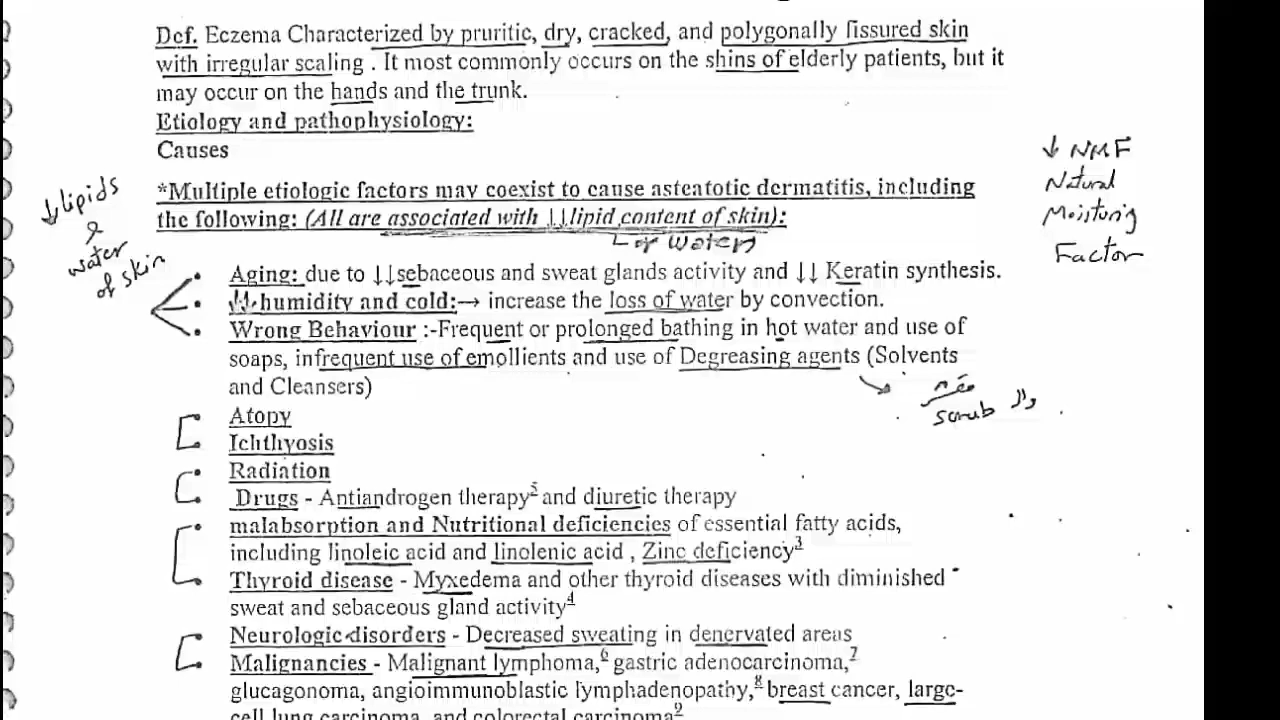 Def. Eczema Characterized by pruritic, dry, cracked, and polygonally fissured skin
with irregular scaling . It most commonly occurs on the shins of elderly patients, but it
may occur on the hands and the trunk.
Etiology and pathophysiology:
Causes
*Multiple etiologic factors may coexist to cause asteatotic dermatitis, including
the following: (All are associated with ↓↓lipid content of skin):
or water
↓ lipids
&
water
of skin
↓ NMF
Natural
Moisturing
Factor
• Aging: due to ↓↓sebaceous and sweat glands activity and ↓↓ Keratin synthesis.
• ↓↓humidity and cold:→ increase the loss of water by convection.
• Wrong Behaviour :-Frequent or prolonged bathing in hot water and use of
soaps, infrequent use of emollients and use of Degreasing agents (Solvents
and Cleansers)
وال scrub
• Atopy
• Ichthyosis
• Radiation
• Drugs - Antiandrogen therapy5 and diuretic therapy
• malabsorption and Nutritional deficiencies of essential fatty acids,
including linoleic acid and linolenic acid , Zinc deficiency3
• Thyroid disease - Myxedema and other thyroid diseases with diminished
sweat and sebaceous gland activity4
• Neurologic disorders - Decreased sweating in denervated areas
• Malignancies - Malignant lymphoma,6 gastric adenocarcinoma,7
glucagonoma, angioimmunoblastic lymphadenopathy,8 breast cancer, large-
cell lung carcinoma, and colorectal carcinoma9